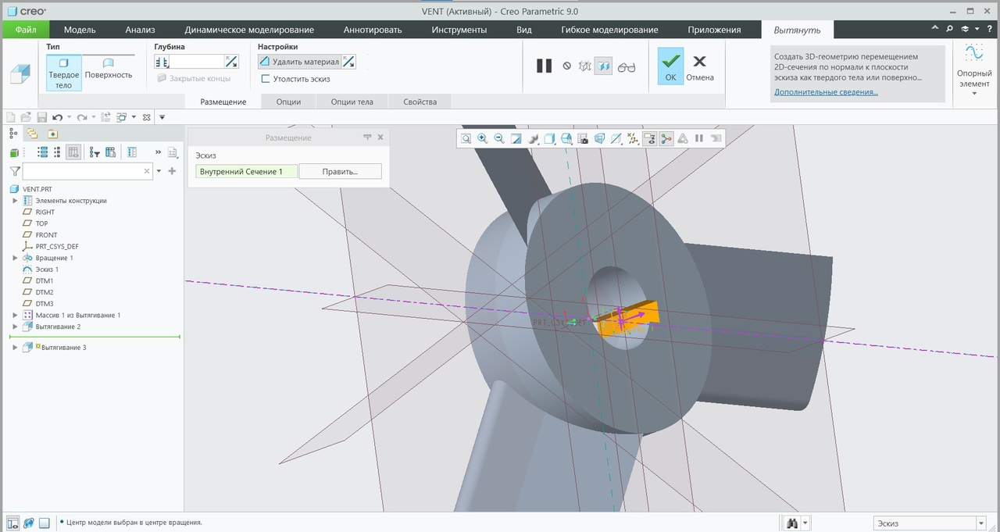 creo®
VENT (Активный) - Creo Parametric 9.0
Файл
Модель
Анализ
Динамическое моделирование
Аннотировать
Инструменты
Вид
Гибкое моделирование
Приложения
Вытянуть
Тип
Глубина
Настройки
Твердое
тело
Поверхность
Закрытые концы
Удалить материал
Утолстить эскиз
OK
Отмена
Создать 3D-геометрию перемещением
2D-сечения по нормали к плоскости
эскиза как твердого тела или поверхно...
Дополнительные сведения...
Опорный
элемент
Размещение
Опции
Опции тела
Свойства
Размещение
Эскиз
Внутренний Сечение 1
Править...
VENT.PRT
Элементы конструкции
RIGHT
TOP
FRONT
PRT_CSYS_DEF
Вращение 1
Эскиз 1
DTM1
DTM2
DTM3
Массив 1 из Вытягивание 1
Вытягивание 2
Вытягивание 3
PRT_CSYS_DEF
Центр модели выбран в центре вращения.
Эскиз